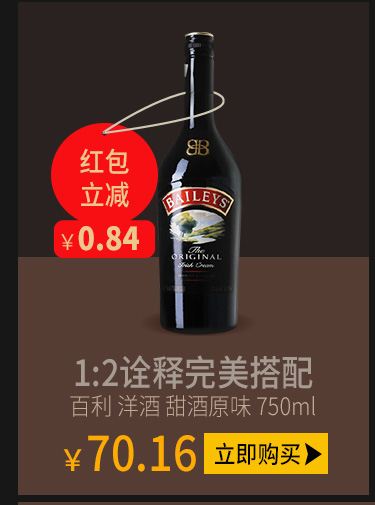 红包
立减
¥0.84
BAILEYS
The
ORIGINAL
Irish Cream
1:2诠释完美搭配
百利 洋酒 甜酒原味 750ml
¥70.16 立即购买